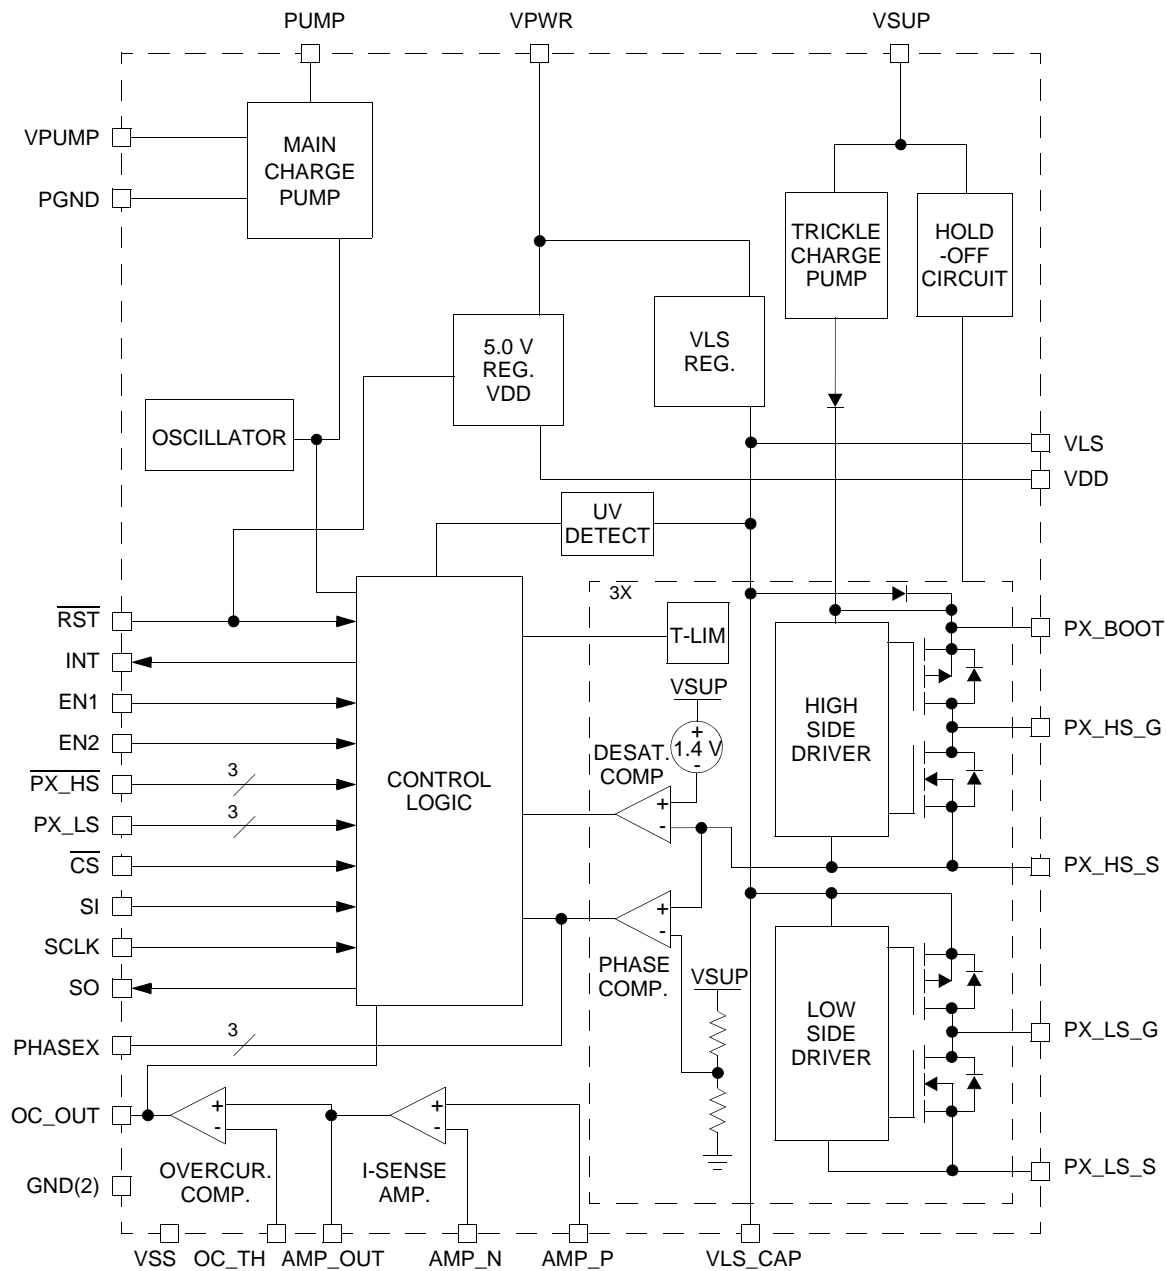 PUMP
VPWR
VSUP
VPUMP
PGND
MAIN
CHARGE
PUMP
TRICKLE
CHARGE
PUMP
HOLD
-OFF
CIRCUIT
5.0 V
REG.
VDD
VLS
REG.
OSCILLATOR
VLS
VDD
UV
DETECT
3X
T-LIM
RST
INT
EN1
EN2
PX_HS
3
PX_LS
3
CS
SI
SCLK
SO
PHASEX
3
OC_OUT
GND(2)
CONTROL
LOGIC
VSUP
+
1.4 V
-
DESAT.
COMP.
+
-
+
-
PHASE
COMP.
VSUP
HIGH
SIDE
DRIVER
LOW
SIDE
DRIVER
PX_BOOT
PX_HS_G
PX_HS_S
PX_LS_G
PX_LS_S
+
-
OVERCUR.
COMP.
+
-
I-SENSE
AMP.
VSS
OC_TH
AMP_OUT
AMP_N
AMP_P
VLS_CAP